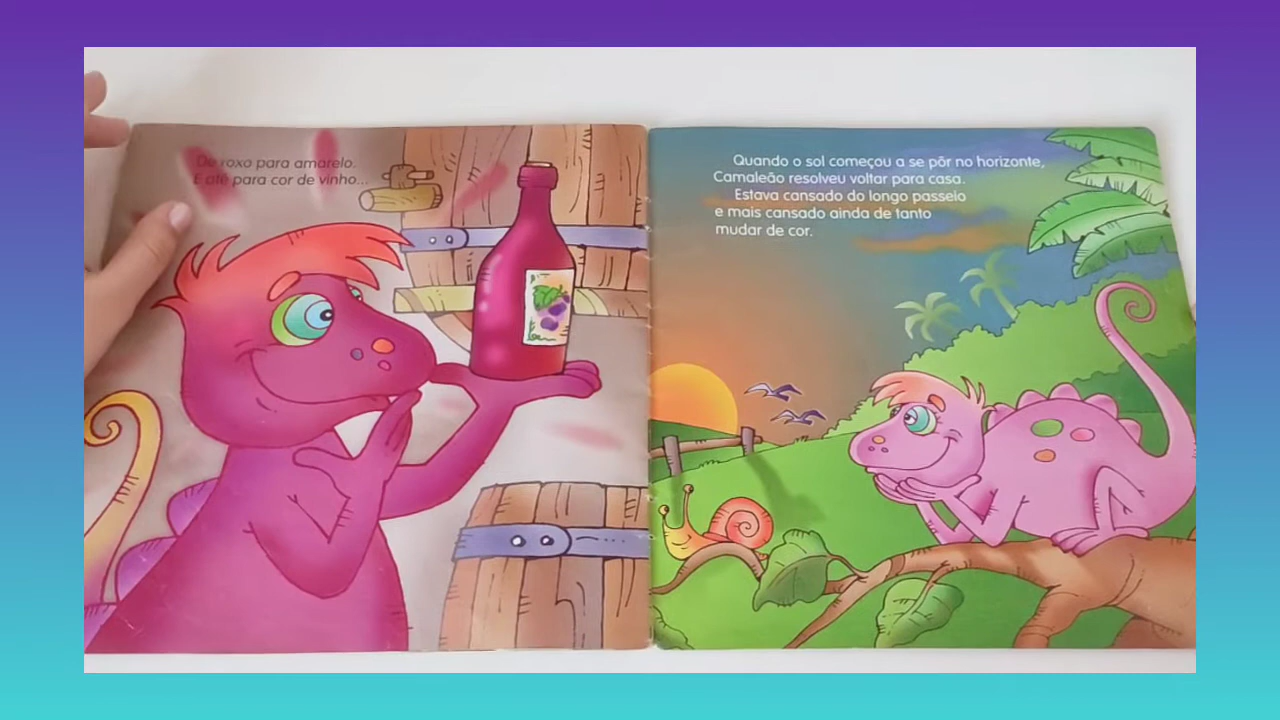 Do roxo para amarelo.
E até para cor de vinho...
Quando o sol começou a se pôr no horizonte,
Camaleão resolveu voltar para casa.
Estava cansado do longo passeio
e mais cansado ainda de tanto
mudar de cor.